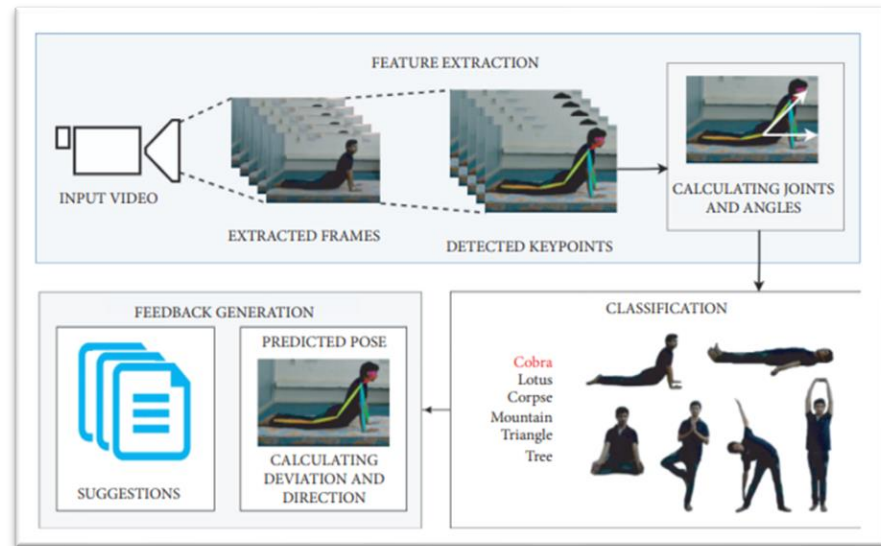 FEATURE EXTRACTION
INPUT VIDEO
EXTRACTED FRAMES
DETECTED KEYPOINTS
CALCULATING JOINTS
AND ANGLES
CLASSIFICATION
Cobra
Lotus
Corpse
Mountain
Triangle
Tree
FEEDBACK GENERATION
PREDICTED POSE
CALCULATING
DEVIATION AND
DIRECTION
SUGGESTIONS